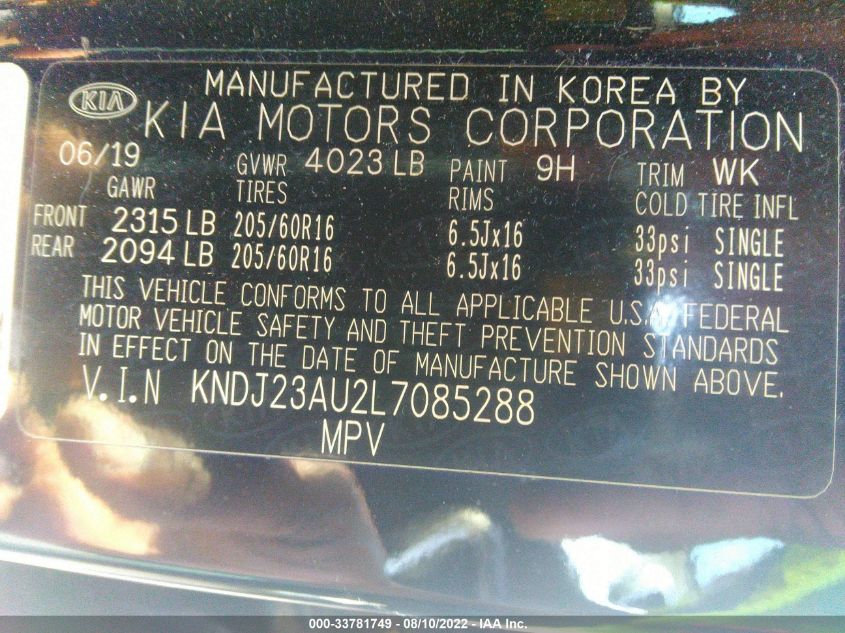 KIA
MANUFACTURED IN KOREA BY
KIA MOTORS CORPORATION
06/19 GVWR 4023 LB PAINT 9H TRIM WK
GAWR TIRES RIMS COLD TIRE INFL
FRONT 2315 LB 205/60R16 6.5Jx16 33psi SINGLE
REAR 2094 LB 205/60R16 6.5Jx16 33psi SINGLE
THIS VEHICLE CONFORMS TO ALL APPLICABLE U.S.A. FEDERAL
MOTOR VEHICLE SAFETY AND THEFT PREVENTION STANDARDS
IN EFFECT ON THE DATE OF MANUFACTURE SHOWN ABOVE.
V.I.N KNDJ23AU2L7085288
MPV
000-33781749 - 08/10/2022 - IAA Inc.